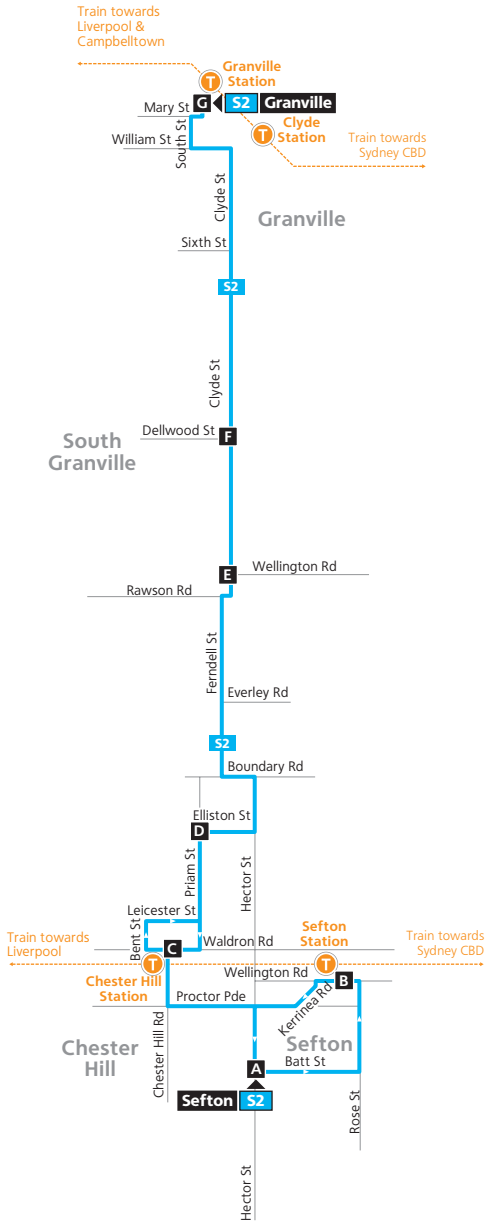 Train towards
Liverpool &
Campbelltown
Granville
Station
T
Mary St
G
S2
Granville
South St
T
Clyde
Station
William St
Train towards
Sydney CBD
Clyde St
Granville
Sixth St
S2
Clyde St
Dellwood St
F
South
Granville
E
Wellington Rd
Rawson Rd
Ferndell St
Everley Rd
S2
Boundary Rd
Elliston St
D
Priam St
Hector St
Leicester St
Bent St
C
Waldron Rd
Sefton
Station
Train towards
Liverpool
T
T
Train towards
Sydney CBD
Chester Hill
Station
Wellington Rd
B
Proctor Pde
Kerrinea Rd
Chester Hill Rd
Chester
Hill
Sefton
A
Batt St
Sefton
S2
Rose St
Hector St